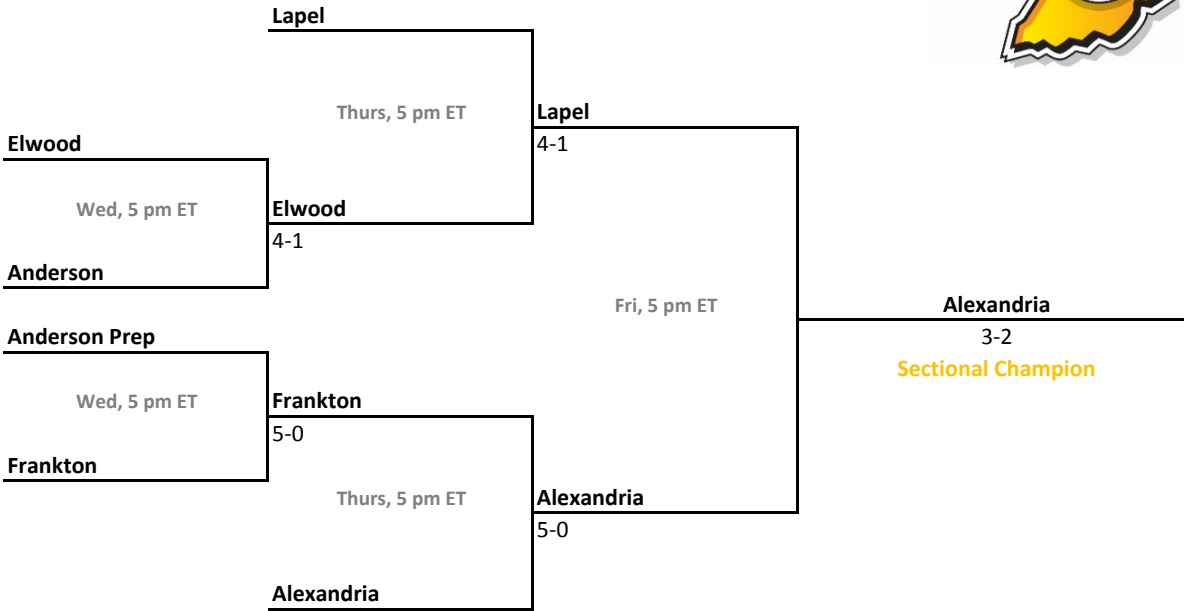 Lapel
Thurs, 5 pm ET
Lapel
4-1
Elwood
Wed, 5 pm ET
Elwood
4-1
Anderson
Fri, 5 pm ET
Alexandria
3-2
Sectional Champion
Anderson Prep
Wed, 5 pm ET
Frankton
5-0
Frankton
Thurs, 5 pm ET
Alexandria
5-0
Alexandria